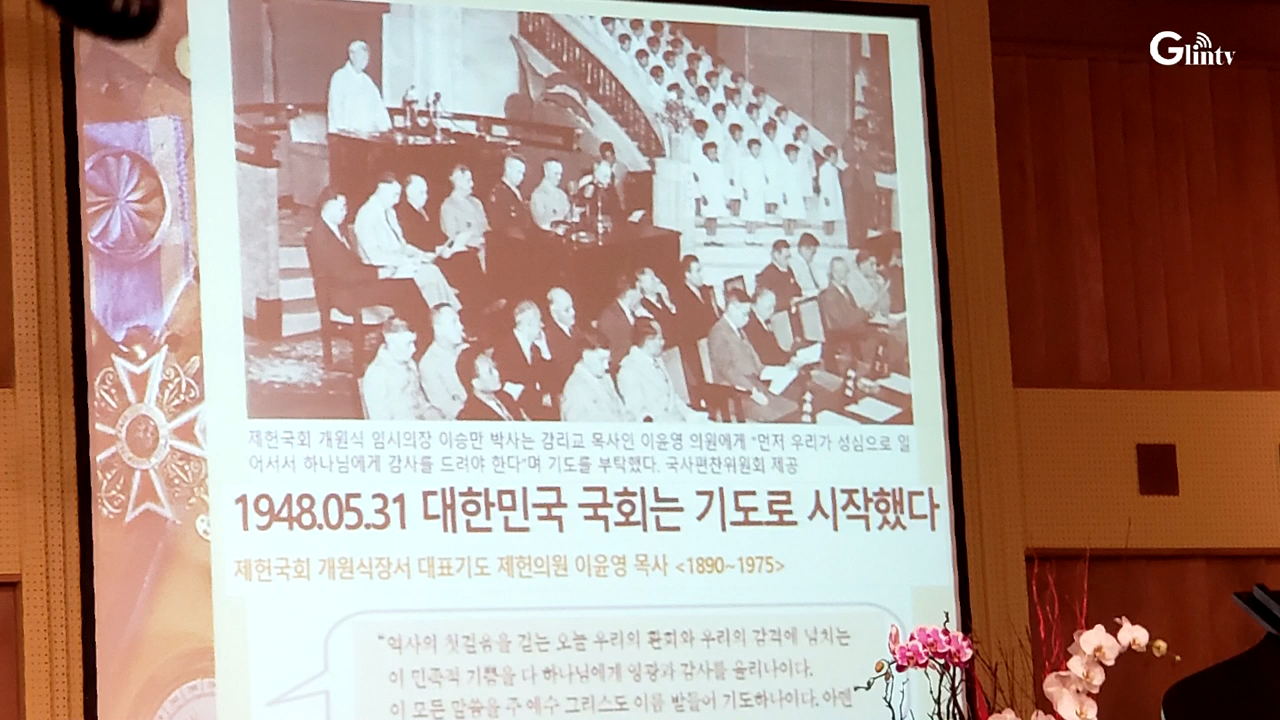 Glintv
제헌국회 개원식 임시의장 이승만 박사는 감리교 목사인 이윤영 의원에게 "먼저 우리가 성심으로 일
어서서 하나님에게 감사를 드려야 한다"며 기도를 부탁했다. 국사편찬위원회 제공
1948.05.31 대한민국 국회는 기도로 시작했다
제헌국회 개원식장서 대표기도 제헌의원 이윤영 목사 <1890~1975>
"역사의 첫걸음을 걷는 오늘 우리의 환희와 우리의 감격에 넘치는
이 민족적 기쁨을 다 하나님에게 영광과 감사를 올리나이다.
이 모든 말씀을 주 예수 그리스도 이름 받들어 기도하나이다. 아멘